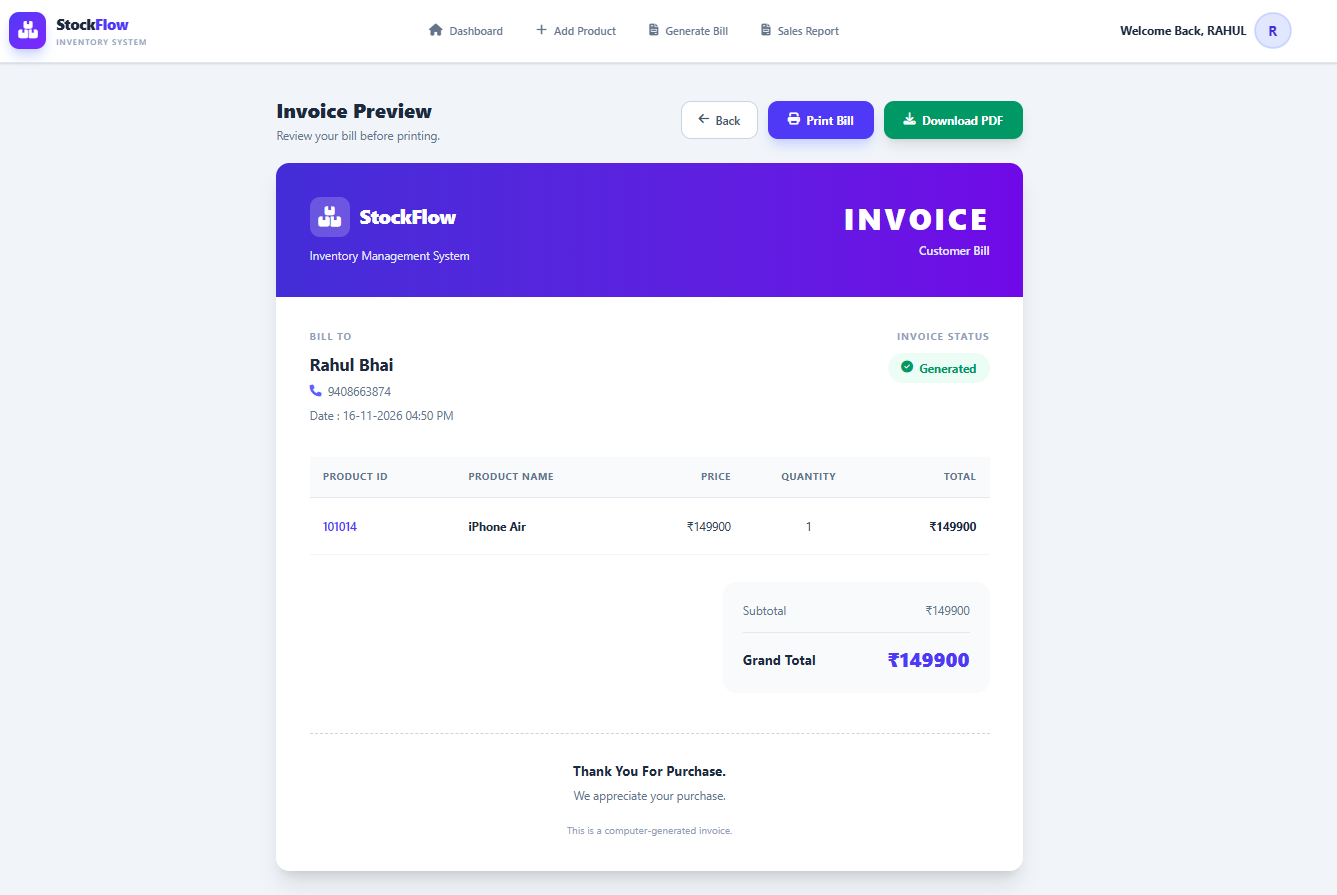 StockFlow
INVENTORY SYSTEM
Dashboard
Add Product
Generate Bill
Sales Report
Welcome Back, RAHUL
R
Invoice Preview
Review your bill before printing.
Back
Print Bill
Download PDF
StockFlow
Inventory Management System
INVOICE
Customer Bill
BILL TO
Rahul Bhai
9408663874
Date : 16-11-2026 04:50 PM
INVOICE STATUS
Generated
PRODUCT ID PRODUCT NAME PRICE QUANTITY TOTAL
101014 iPhone Air ₹149900 1 ₹149900
Subtotal ₹149900
Grand Total ₹149900
Thank You For Purchase.
We appreciate your purchase.
This is a computer-generated invoice.